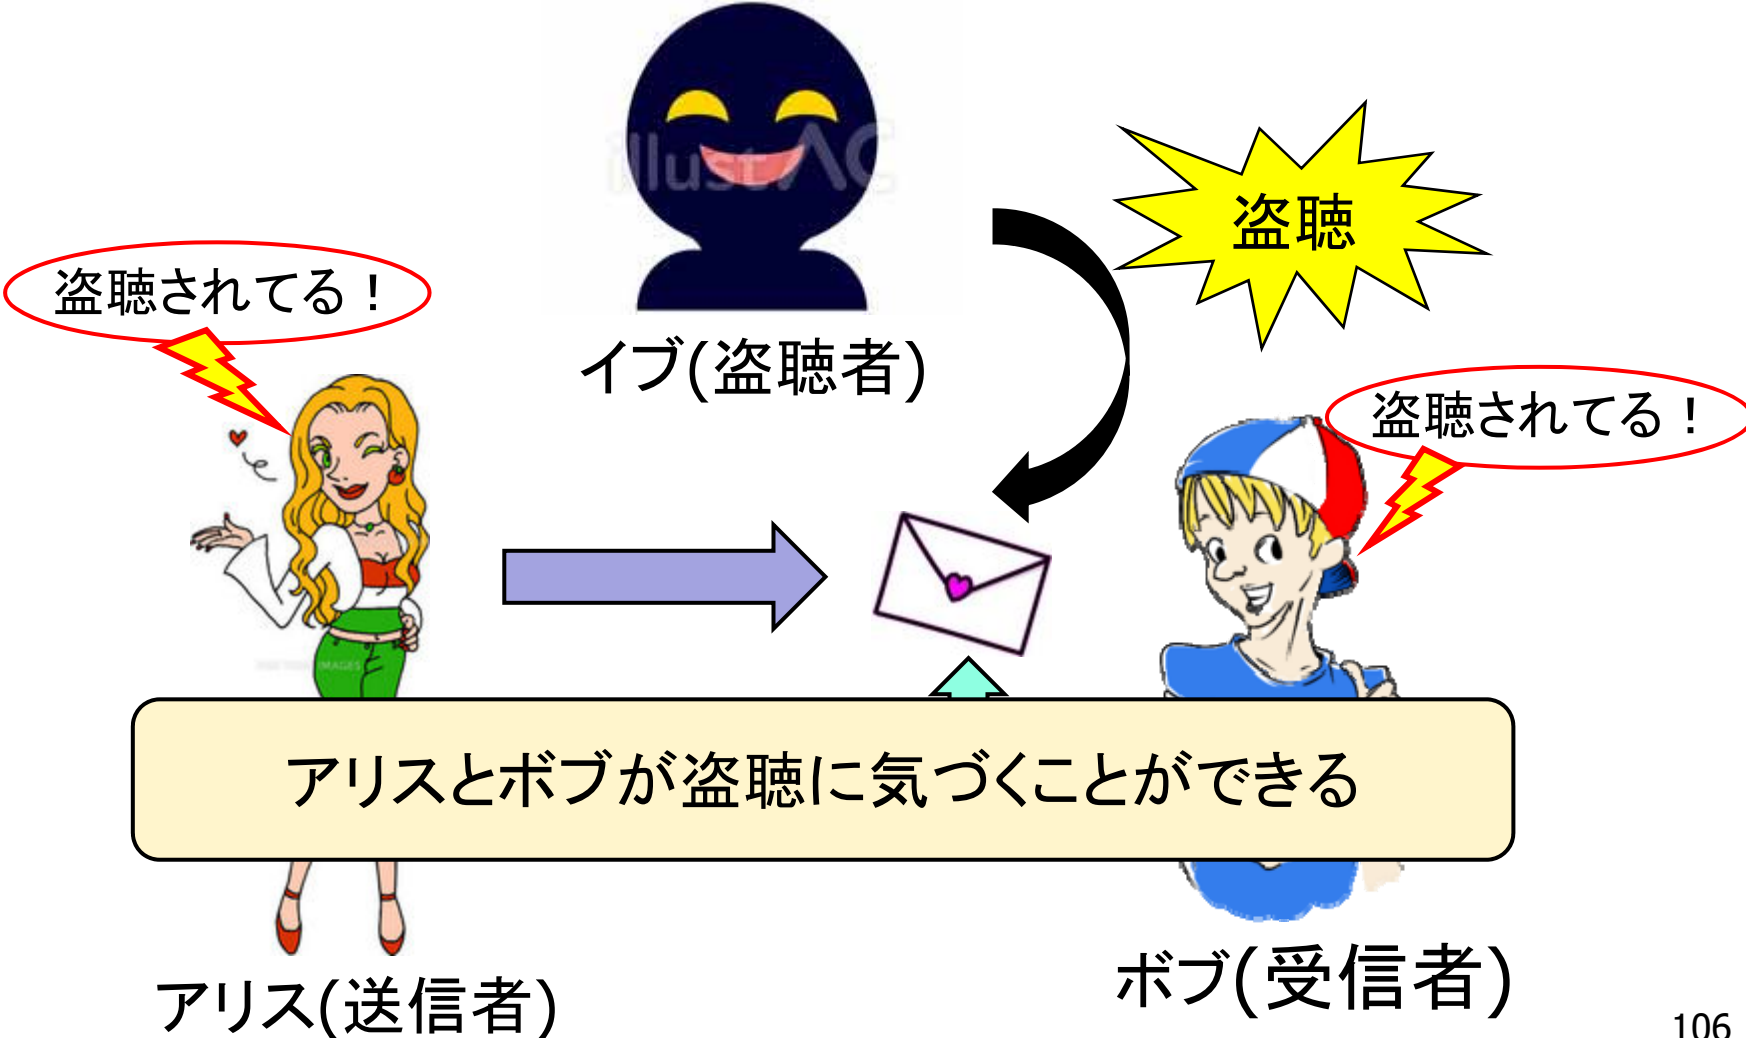 illust AC
盗聴
盗聴されてる！
イブ(盗聴者)
盗聴されてる！
アリスとボブが盗聴に気づくことができる
ボブ(受信者)
アリス(送信者)
106